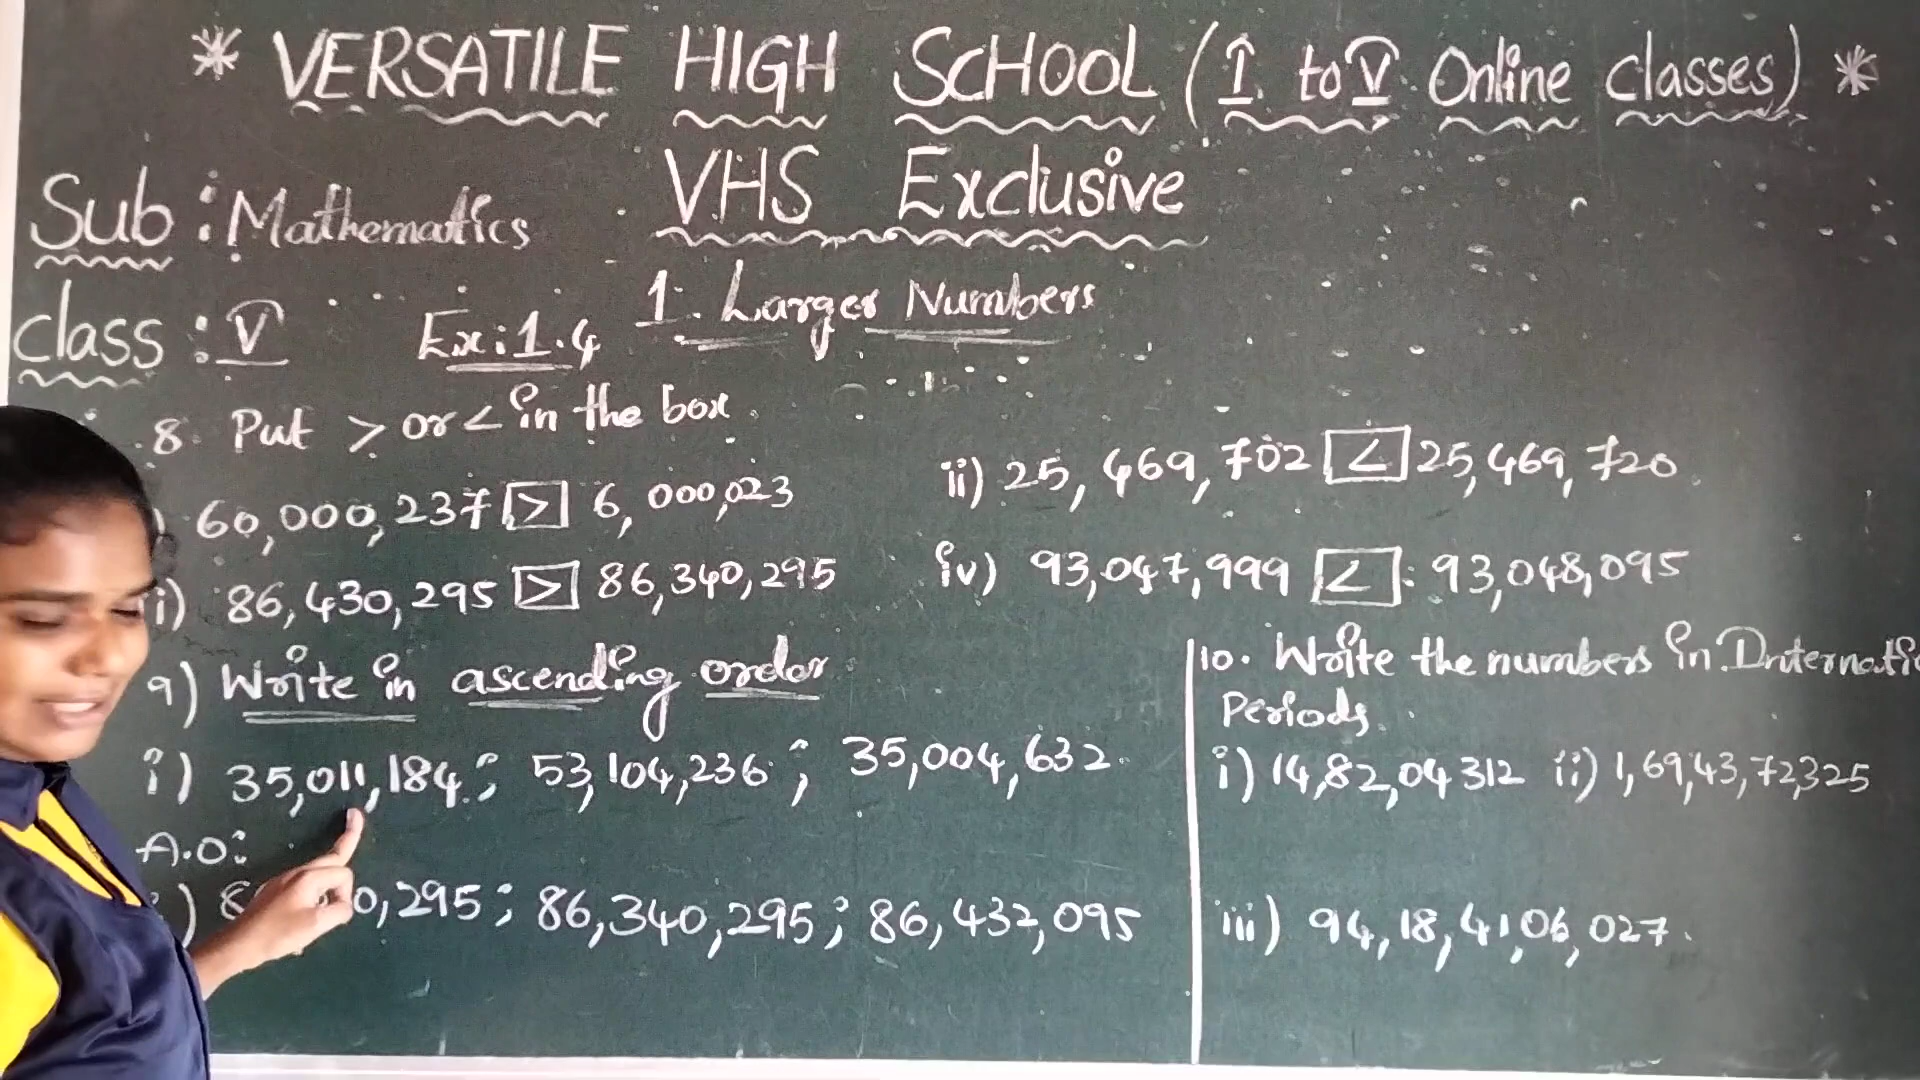 * VERSATILE HIGH SCHOOL (I to V Online classes) *
VHS Exclusive
Sub : Mathematics
1. Larger Numbers
class : V Ex:1.4
8. Put > or < in the box
) 60,000,237 > 6,000,023 ii) 25,469,702 < 25,469,720
i) 86,430,295 > 86,340,295 iv) 93,047,999 < 93,048,095
9) Write in ascending order
i) 35,011,184 ; 53,104,236 ; 35,004,632
A.O:
) 8 0,295 ; 86,340,295 ; 86,432,095
10. Write the numbers in Internatio
Periods.
i) 14,82,04312 ii) 1,69,43,72,325
iii) 94,18,41,06,027.